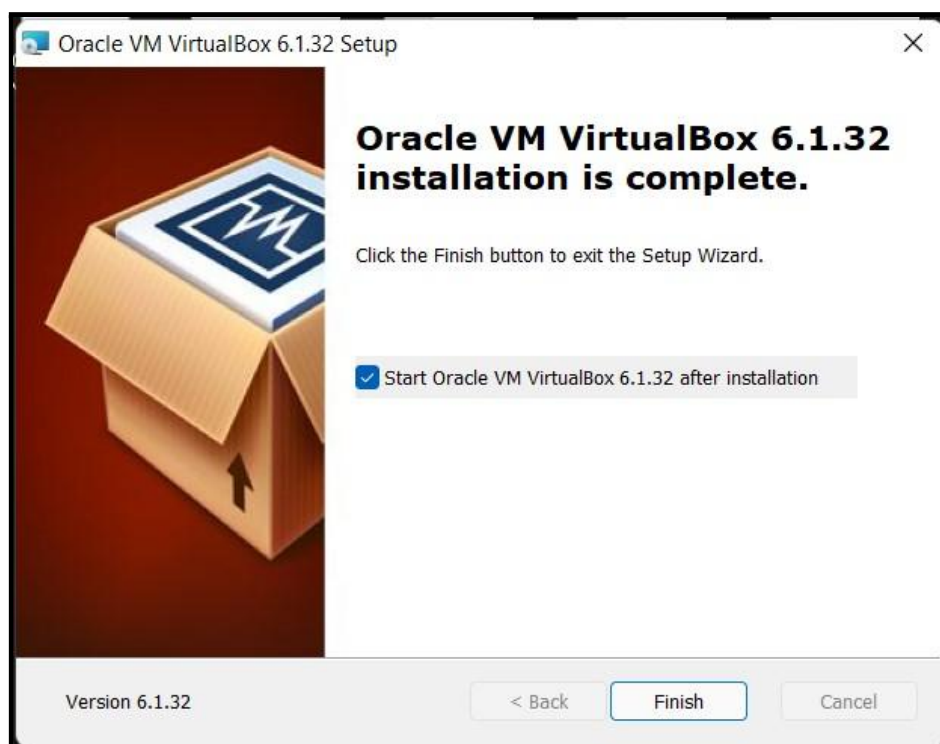 Oracle VM VirtualBox 6.1.32 Setup
Oracle VM VirtualBox 6.1.32
installation is complete.
Click the Finish button to exit the Setup Wizard.
Start Oracle VM VirtualBox 6.1.32 after installation
Version 6.1.32
< Back
Finish
Cancel